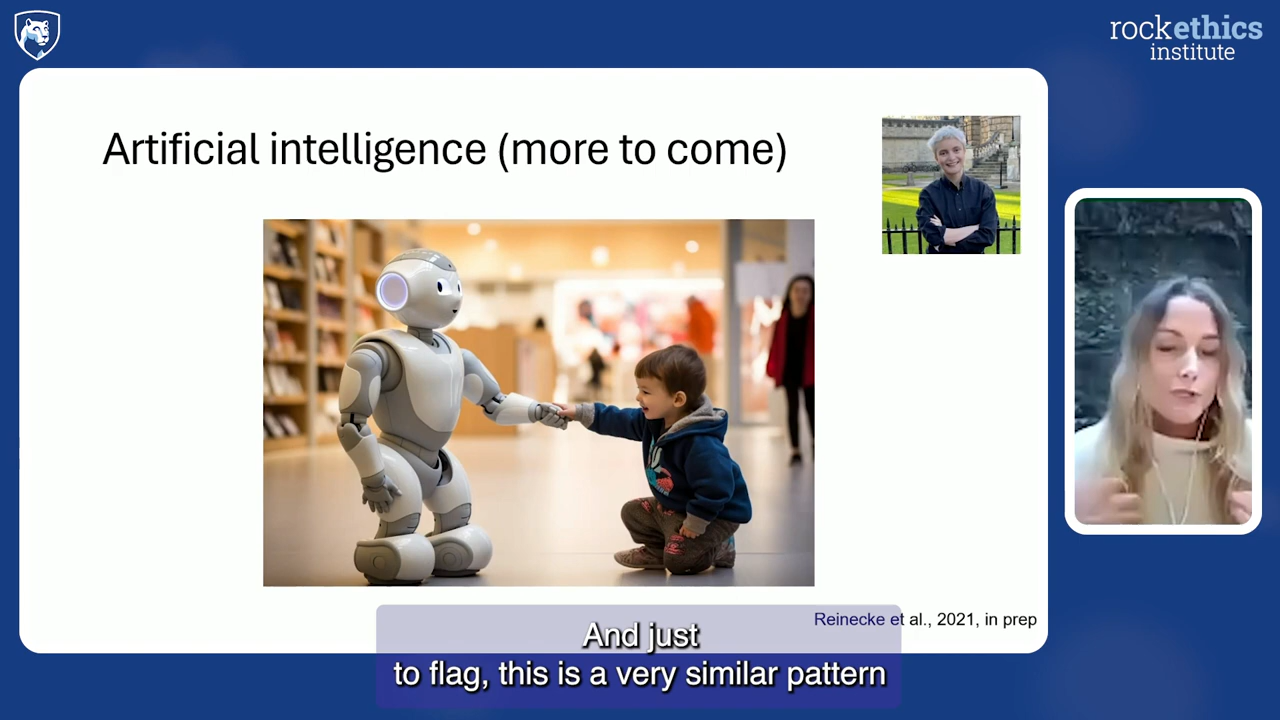 rockethics
institute
Artificial intelligence (more to come)
Reinecke et al., 2021, in prep
And just
to flag, this is a very similar pattern